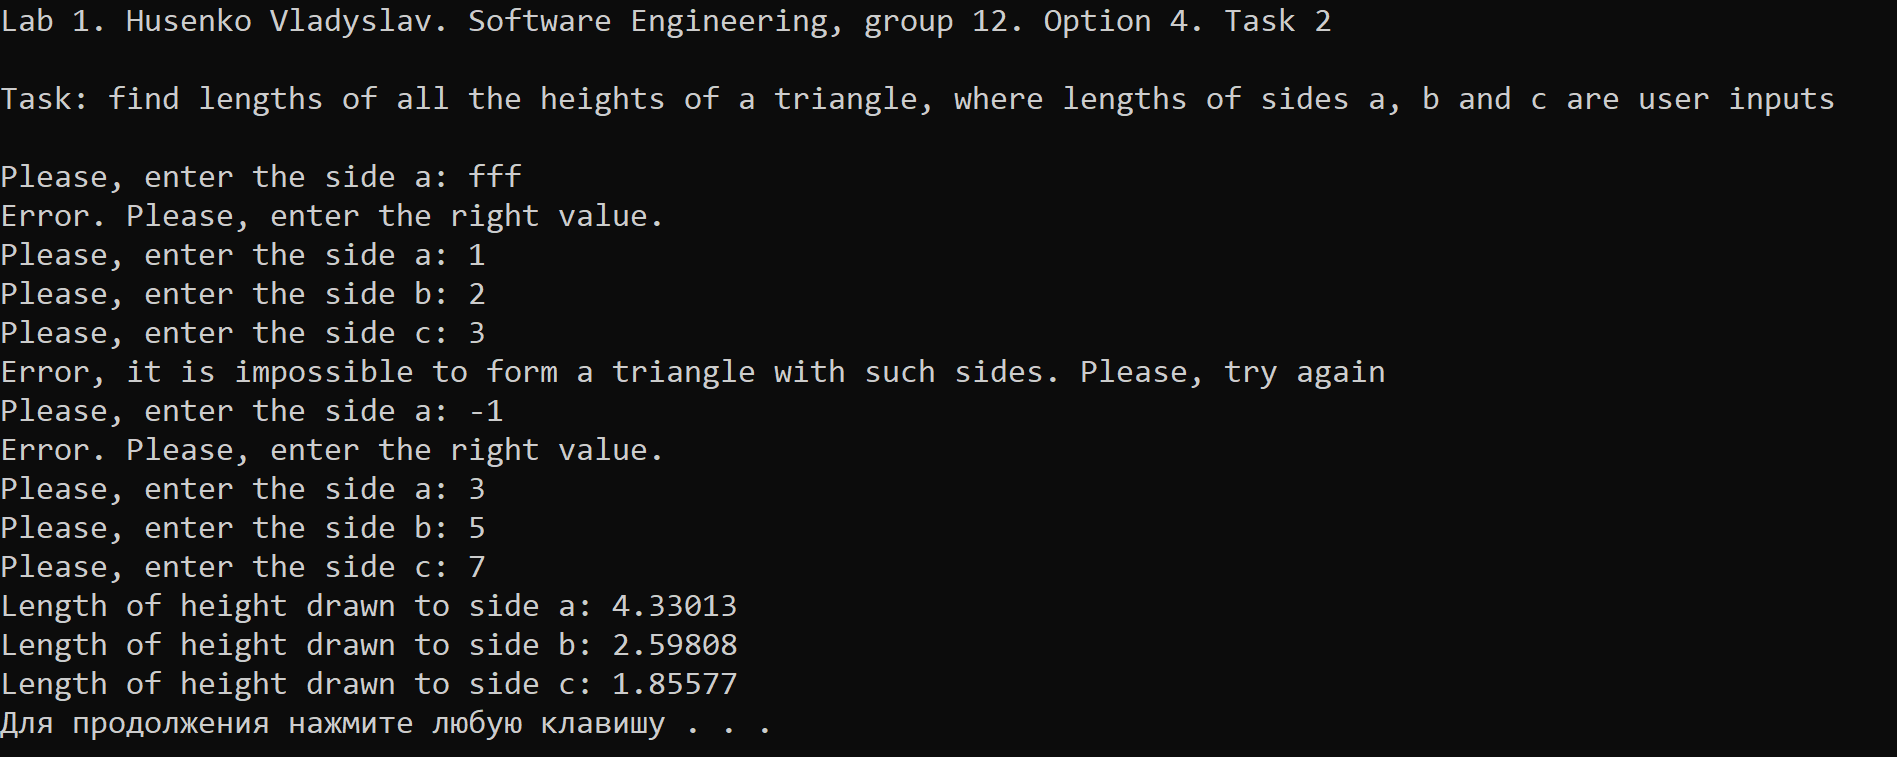 Lab 1. Husenko Vladyslav. Software Engineering, group 12. Option 4. Task 2
Task: find lengths of all the heights of a triangle, where lengths of sides a, b and c are user inputs
Please, enter the side a: fff
Error. Please, enter the right value.
Please, enter the side a: 1
Please, enter the side b: 2
Please, enter the side c: 3
Error, it is impossible to form a triangle with such sides. Please, try again
Please, enter the side a: -1
Error. Please, enter the right value.
Please, enter the side a: 3
Please, enter the side b: 5
Please, enter the side c: 7
Length of height drawn to side a: 4.33013
Length of height drawn to side b: 2.59808
Length of height drawn to side c: 1.85577
Для продолжения нажмите любую клавишу . . .